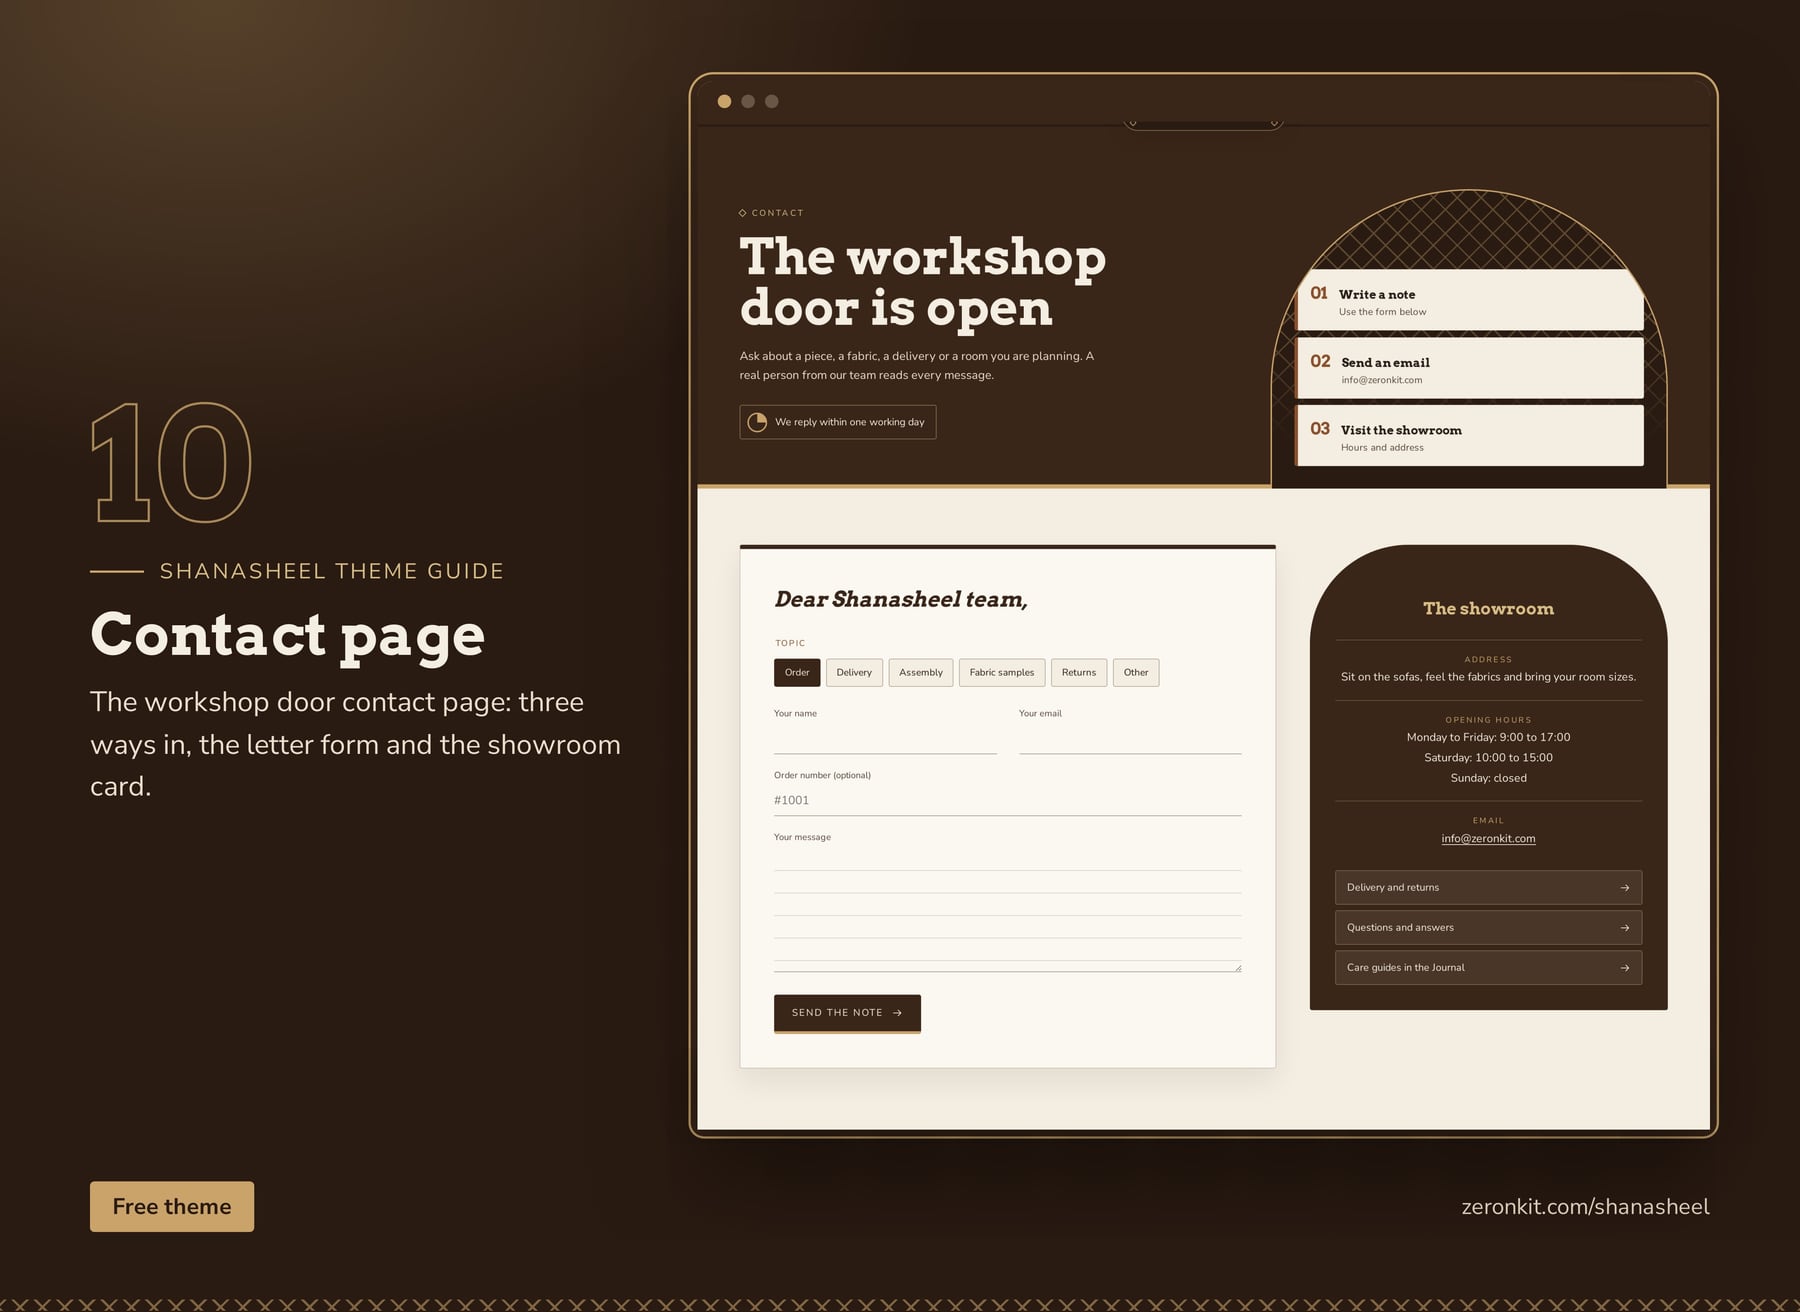 10
SHANASHEEL THEME GUIDE
Contact page
The workshop door contact page: three
ways in, the letter form and the showroom
card.
Free theme
CONTACT
The workshop
door is open
Ask about a piece, a fabric, a delivery or a room you are planning. A
real person from our team reads every message.
We reply within one working day
01 Write a note
Use the form below
02 Send an email
info@zeronkit.com
03 Visit the showroom
Hours and address
Dear Shanasheel team,
TOPIC
Order Delivery Assembly Fabric samples Returns Other
Your name Your email
Order number (optional)
#1001
Your message
SEND THE NOTE →
The showroom
ADDRESS
Sit on the sofas, feel the fabrics and bring your room sizes.
OPENING HOURS
Monday to Friday: 9:00 to 17:00
Saturday: 10:00 to 15:00
Sunday: closed
EMAIL
info@zeronkit.com
Delivery and returns →
Questions and answers →
Care guides in the Journal →
zeronkit.com/shanasheel